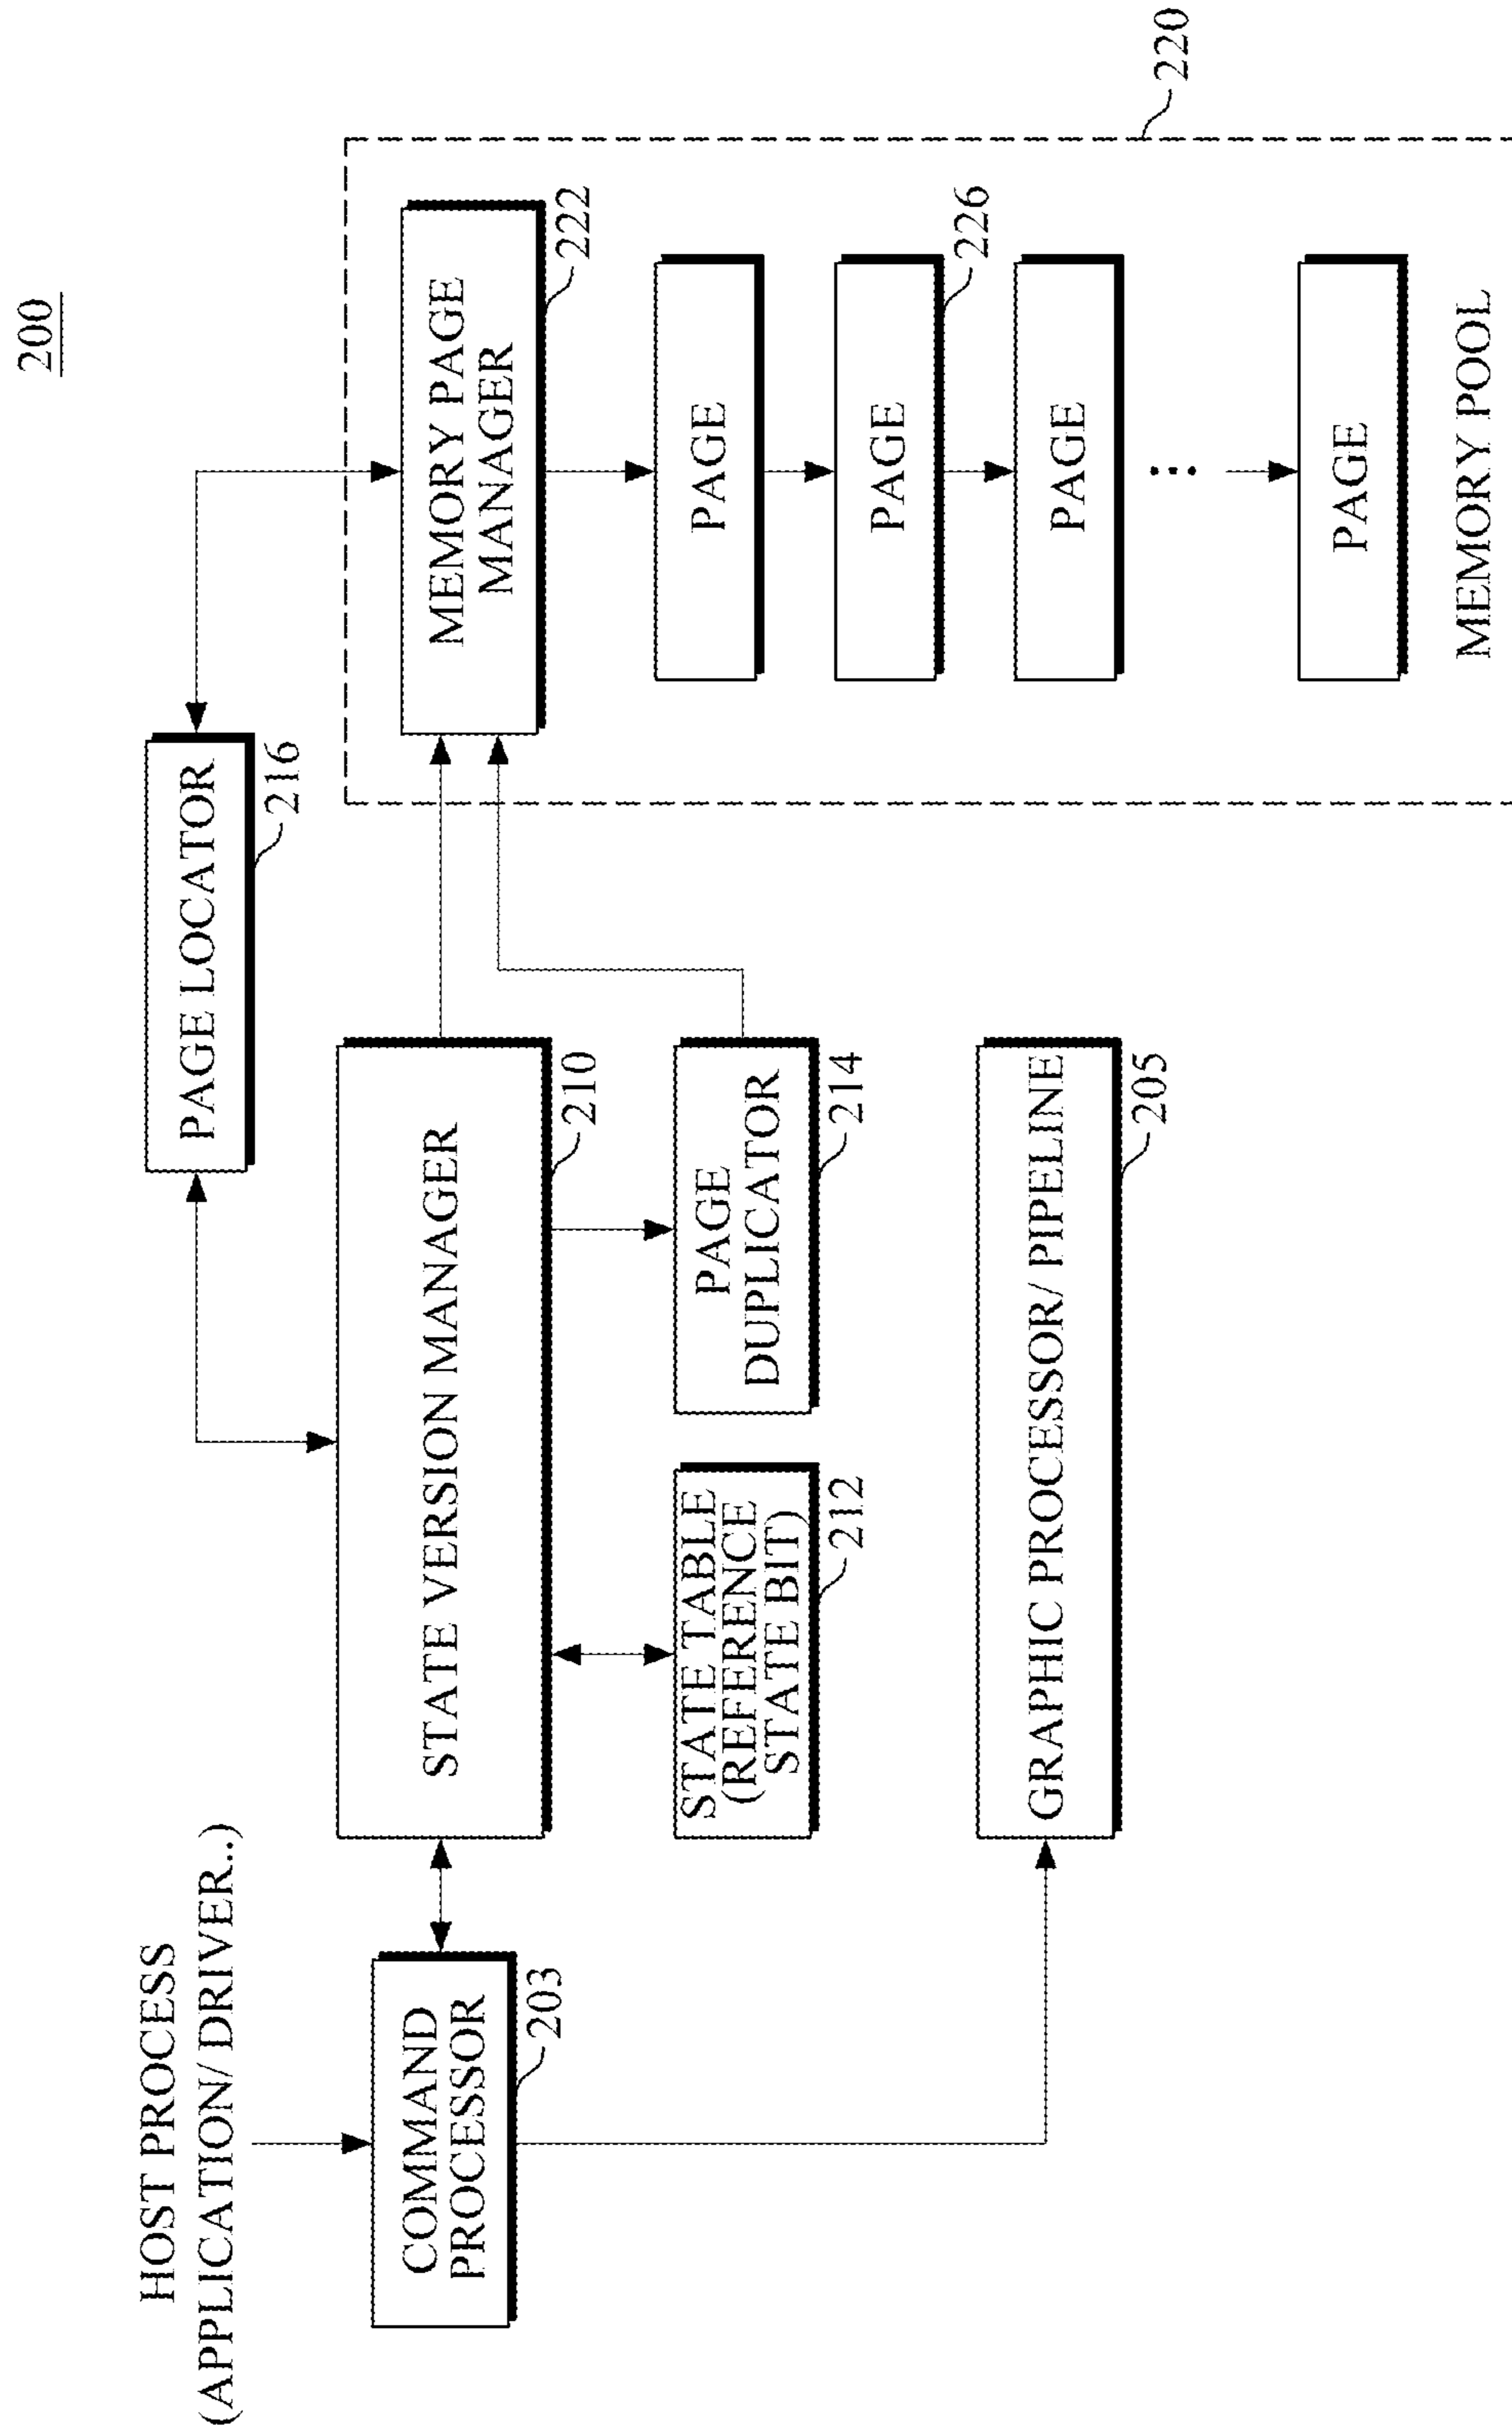 200
HOST PROCESS
(APPLICATION/ DRIVER..)
COMMAND
PROCESSOR
203
STATE VERSION MANAGER
210
STATE TABLE
(REFERENCE
STATE BIT)
212
PAGE
DUPLICATOR
214
GRAPHIC PROCESSOR/ PIPELINE
205
PAGE LOCATOR
216
MEMORY PAGE
MANAGER
222
PAGE
PAGE
226
PAGE
...
PAGE
MEMORY POOL
220